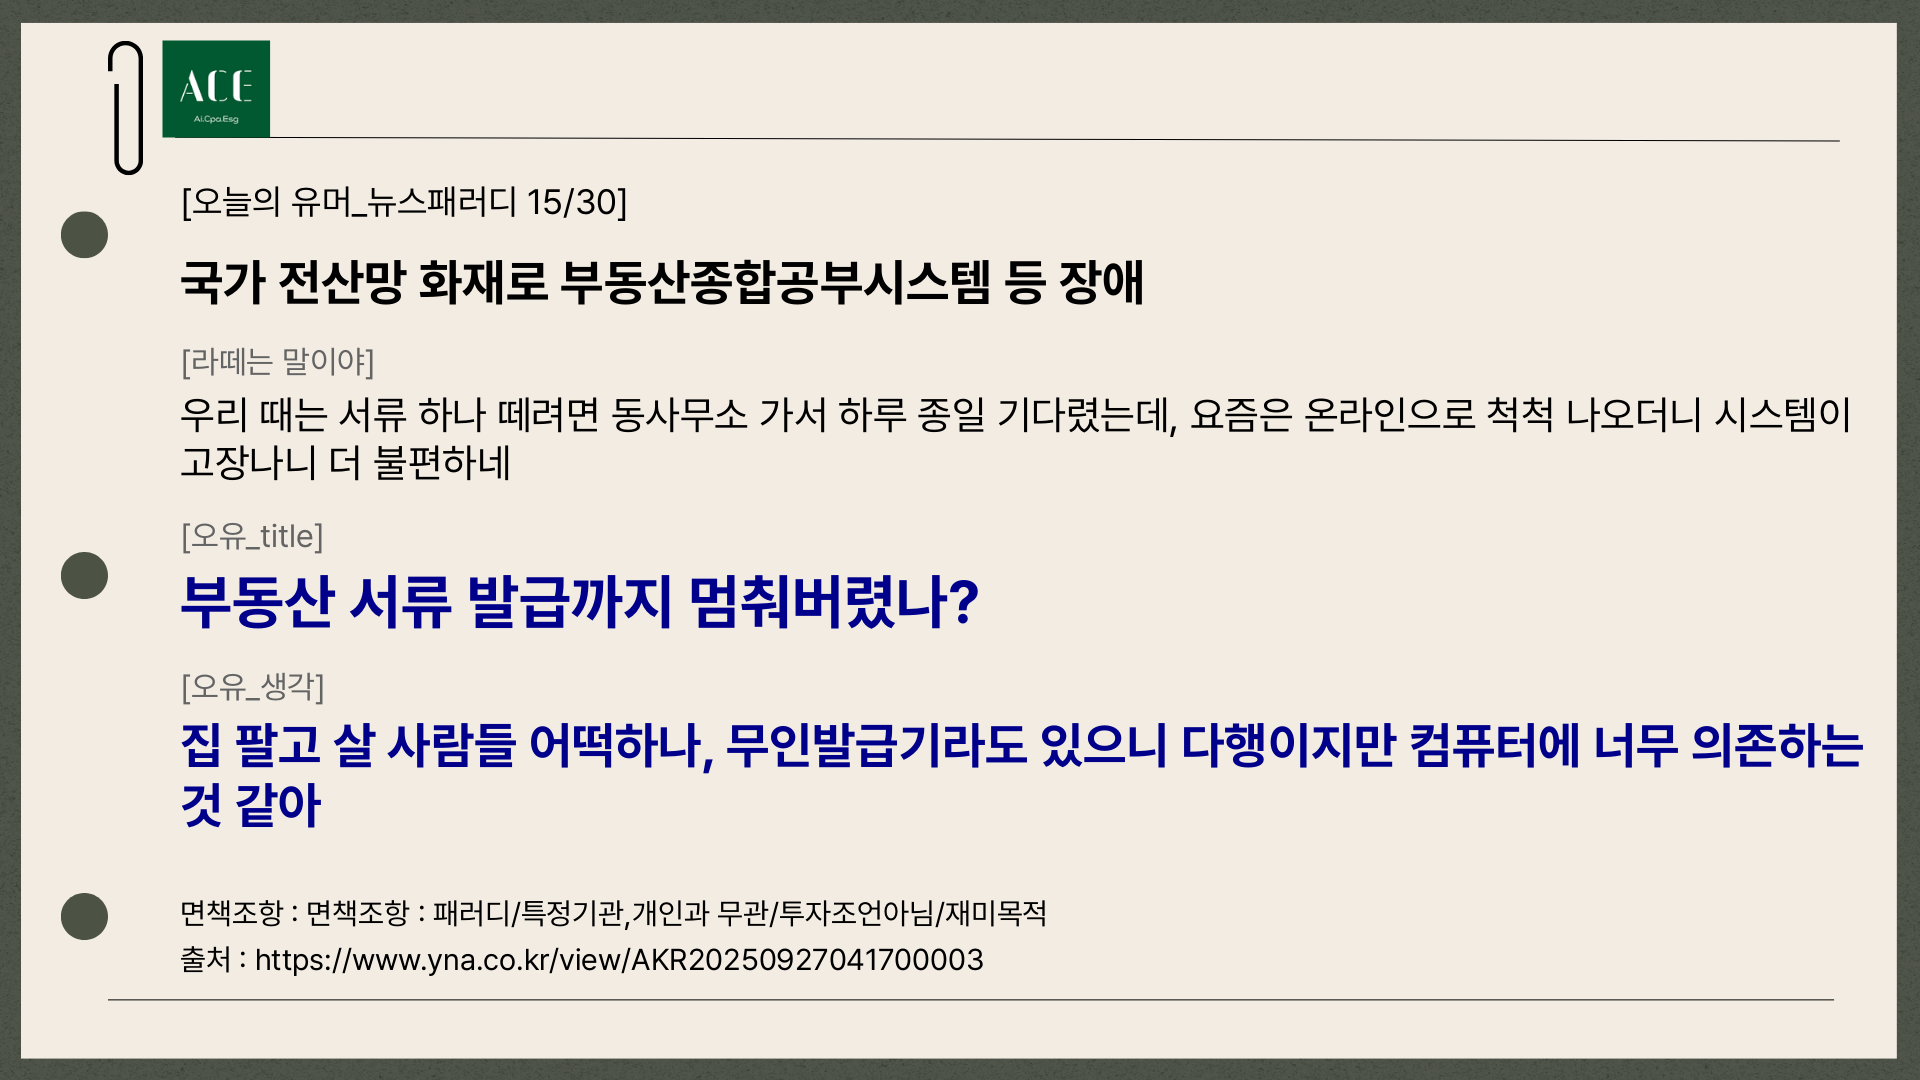 ACE
Ai.Cpa.Esg
[오늘의 유머_뉴스패러디 15/30]
국가 전산망 화재로 부동산종합공부시스템 등 장애
[라떼는 말이야]
우리 때는 서류 하나 떼려면 동사무소 가서 하루 종일 기다렸는데, 요즘은 온라인으로 척척 나오더니 시스템이
고장나니 더 불편하네
[오유_title]
부동산 서류 발급까지 멈춰버렸나?
[오유_생각]
집 팔고 살 사람들 어떡하나, 무인발급기라도 있으니 다행이지만 컴퓨터에 너무 의존하는
것 같아
면책조항 : 면책조항 : 패러디/특정기관,개인과 무관/투자조언아님/재미목적
출처 : https://www.yna.co.kr/view/AKR20250927041700003